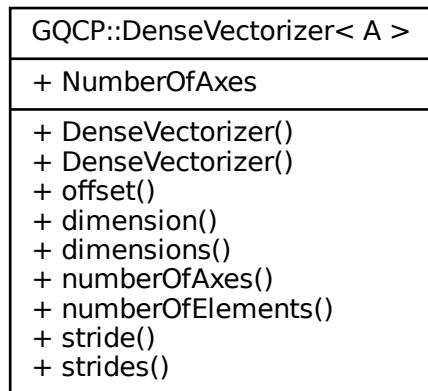 GQCP::DenseVectorizer< A >
+ NumberOfAxes
+ DenseVectorizer()
+ DenseVectorizer()
+ offset()
+ dimension()
+ dimensions()
+ numberOfAxes()
+ numberOfElements()
+ stride()
+ strides()